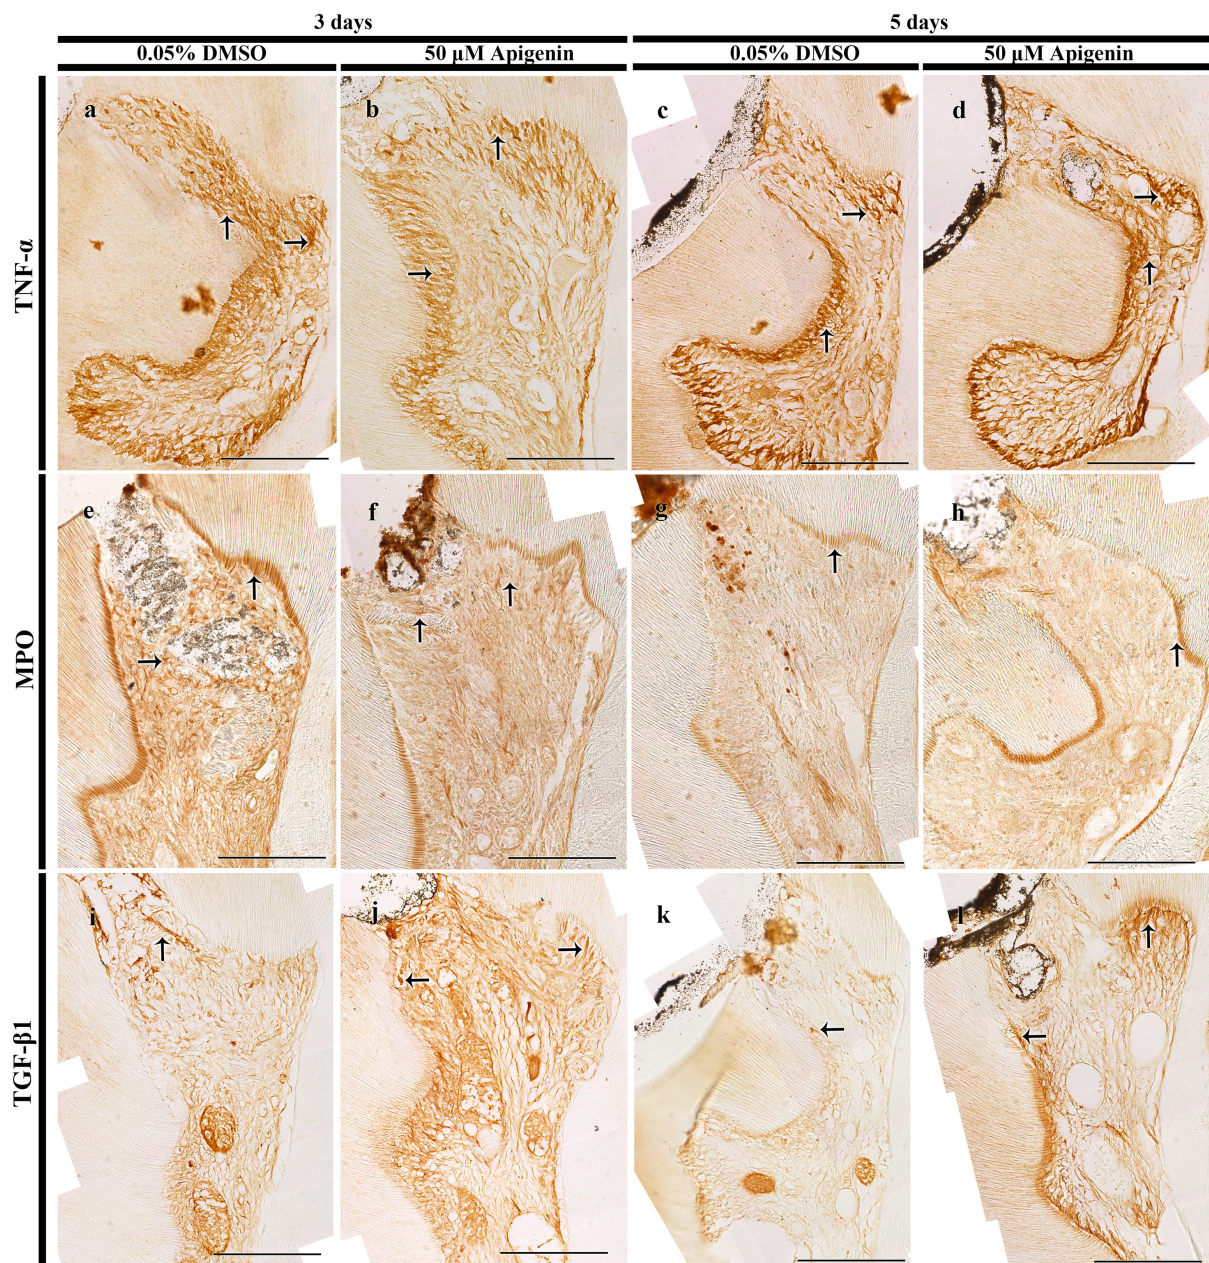 3 days 5 days
0.05% DMSO 50 µM Apigenin 0.05% DMSO 50 µM Apigenin
TNF-α
a b c d
MPO
e f g h
TGF-β1
i j k l